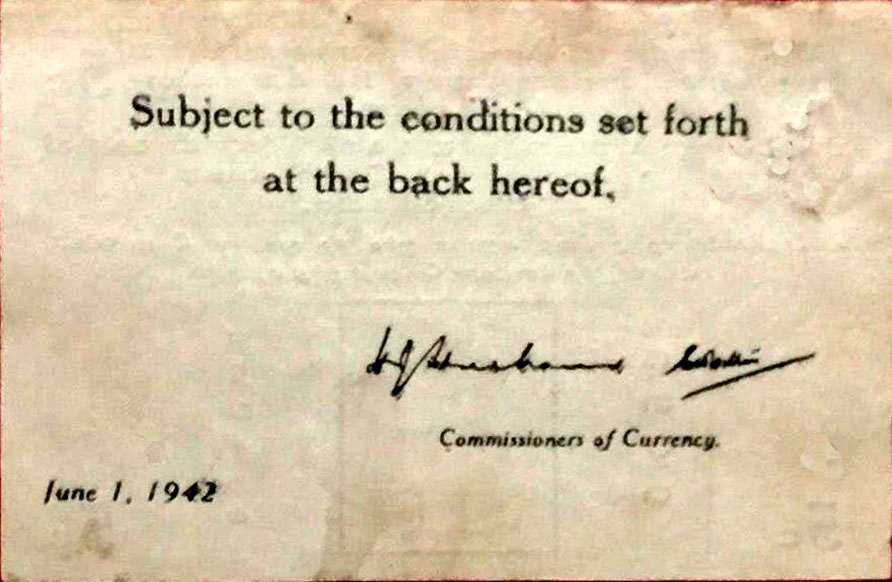 Subject to the conditions set forth
at the back hereof.
Commissioners of Currency.
June 1, 1942